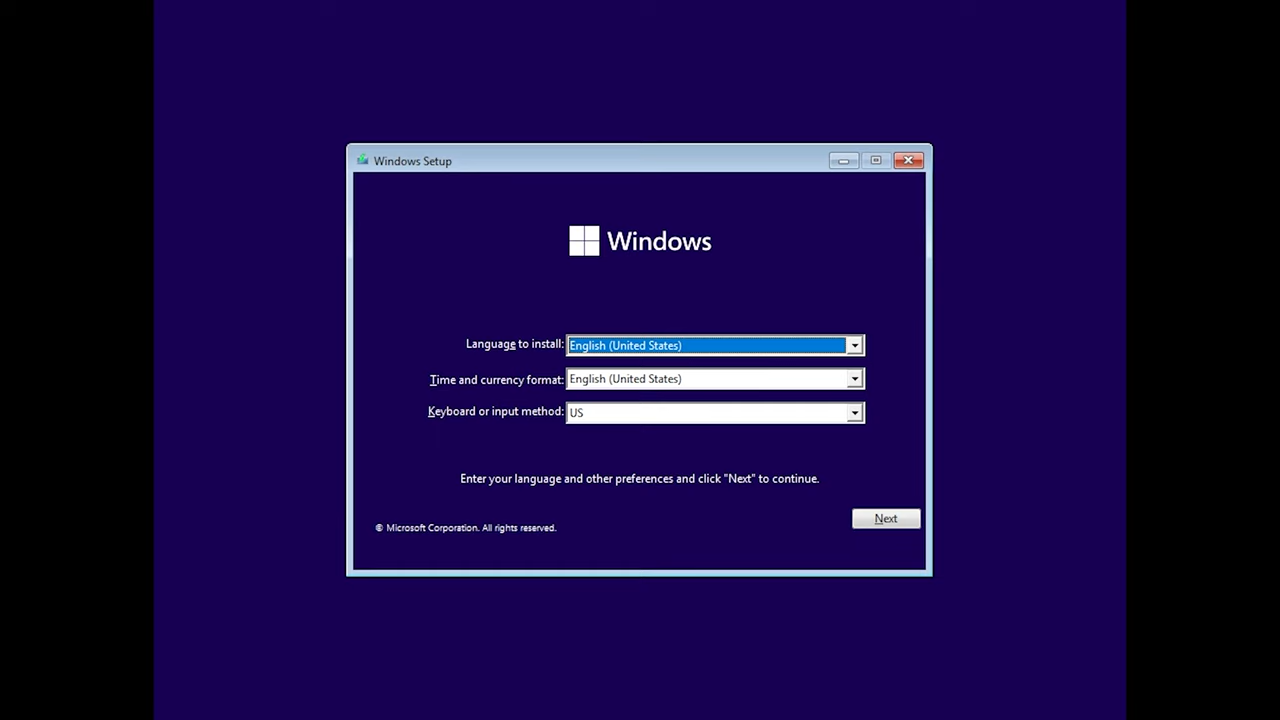 Windows Setup
Windows
Language to install: English (United States)
Time and currency format: English (United States)
Keyboard or input method: US
Enter your language and other preferences and click "Next" to continue.
Next
© Microsoft Corporation. All rights reserved.